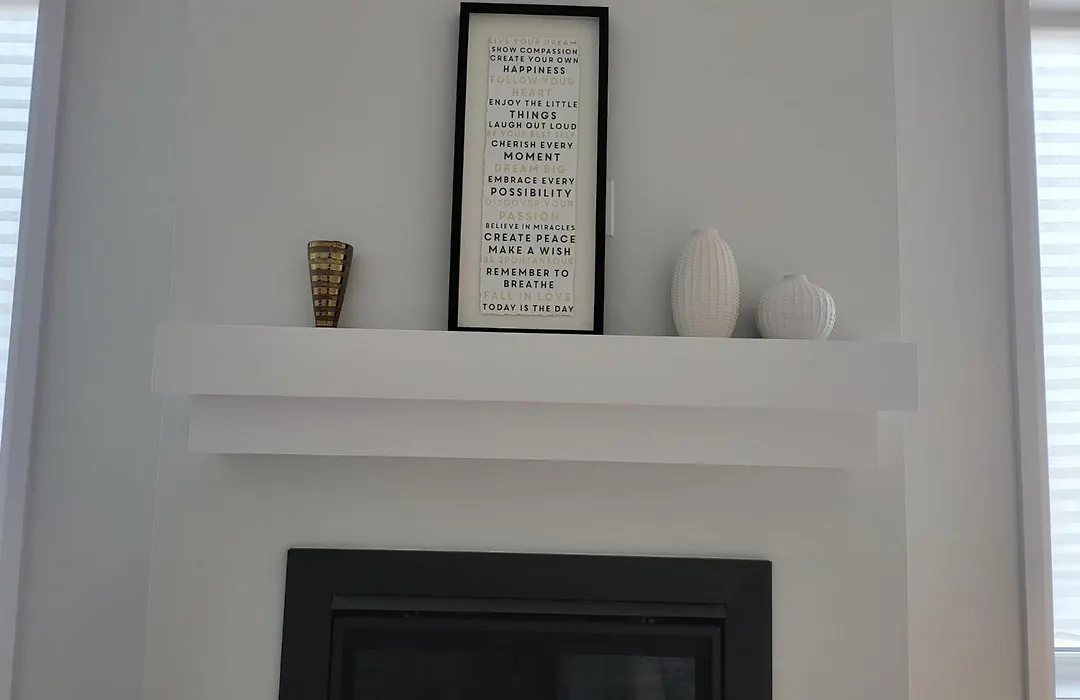 LIVE YOUR DREAM
SHOW COMPASSION
CREATE YOUR OWN
HAPPINESS
FOLLOW YOUR
HEART
ENJOY THE LITTLE
THINGS
LAUGH OUT LOUD
BE YOUR BEST SELF
CHERISH EVERY
MOMENT
DREAM BIG
EMBRACE EVERY
POSSIBILITY
DISCOVER YOUR
PASSION
BELIEVE IN MIRACLES
CREATE PEACE
MAKE A WISH
BE SPONTANEOUS
REMEMBER TO
BREATHE
FALL IN LOVE
TODAY IS THE DAY